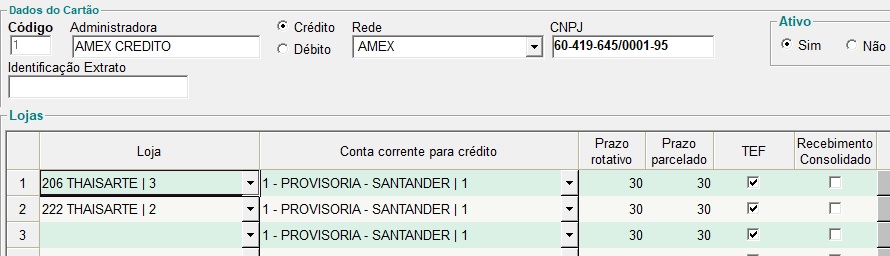 Dados do Cartão
Código Administradora Crédito Rede CNPJ Ativo
1 AMEX CREDITO Débito AMEX 60-419-645/0001-95 Sim Não
Identificação Extrato
Lojas
Loja Conta corrente para crédito Prazo rotativo Prazo parcelado TEF Recebimento Consolidado
1 206 THAISARTE | 3 1 - PROVISORIA - SANTANDER | 1 30 30
2 222 THAISARTE | 2 1 - PROVISORIA - SANTANDER | 1 30 30
3 1 - PROVISORIA - SANTANDER | 1 30 30